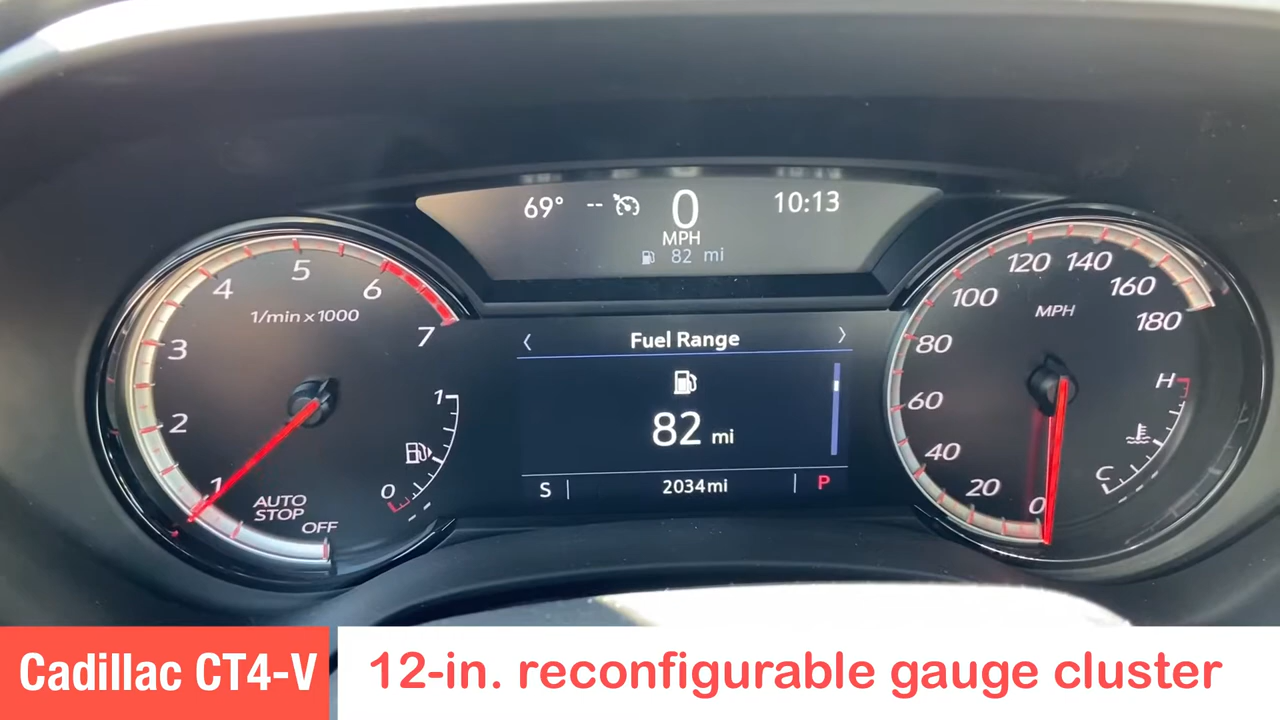 69° -- 0 10:13
MPH
82 mi
5
4 6
1/min x 1000
7
3
2
1
AUTO
STOP
OFF
1
0
‹ Fuel Range ›
82 mi
S | 2034mi | P
120 140
100 160
MPH
180
80
60
40
20
0
H
C
Cadillac CT4-V
12-in. reconfigurable gauge cluster